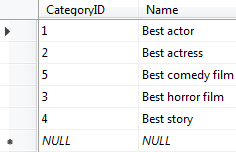 CategoryID Name
1 Best actor
2 Best actress
5 Best comedy film
3 Best horror film
4 Best story
NULL NULL